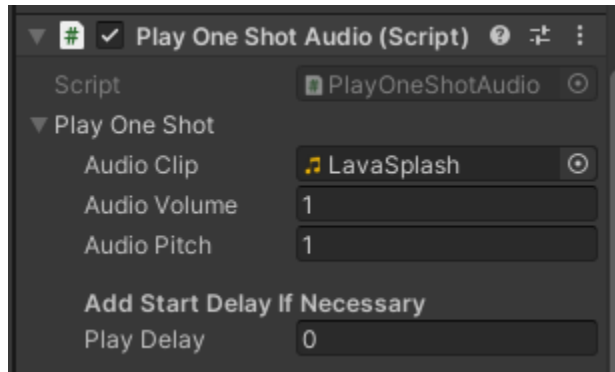 Play One Shot Audio (Script)
Script PlayOneShotAudio
Play One Shot
Audio Clip LavaSplash
Audio Volume 1
Audio Pitch 1
Add Start Delay If Necessary
Play Delay 0